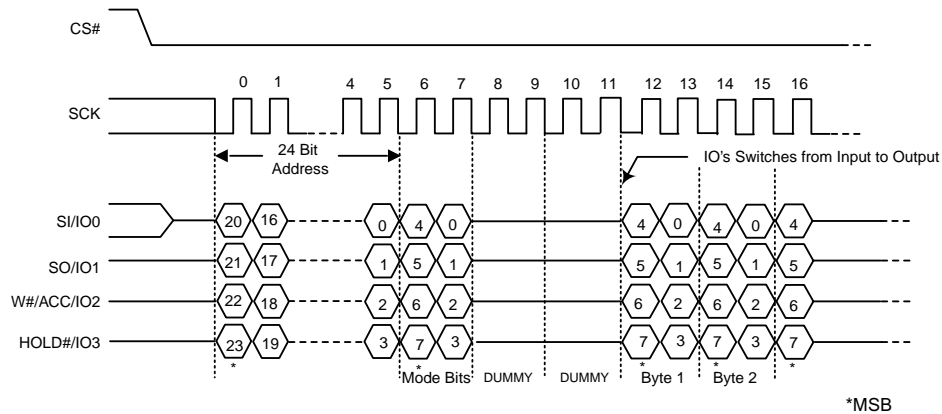 CS#
0 1 4 5 6 7 8 9 10 11 12 13 14 15 16
SCK
24 Bit
Address
IO's Switches from Input to Output
SI/IO0 20 16 0 4 0 4 0 4 0 4
SO/IO1 21 17 1 5 1 5 1 5 1 5
W#/ACC/IO2 22 18 2 6 2 6 2 6 2 6
HOLD#/IO3 23 19 3 7 3 7 3 7 3 7
* * * * *
Mode Bits DUMMY DUMMY Byte 1 Byte 2
*MSB